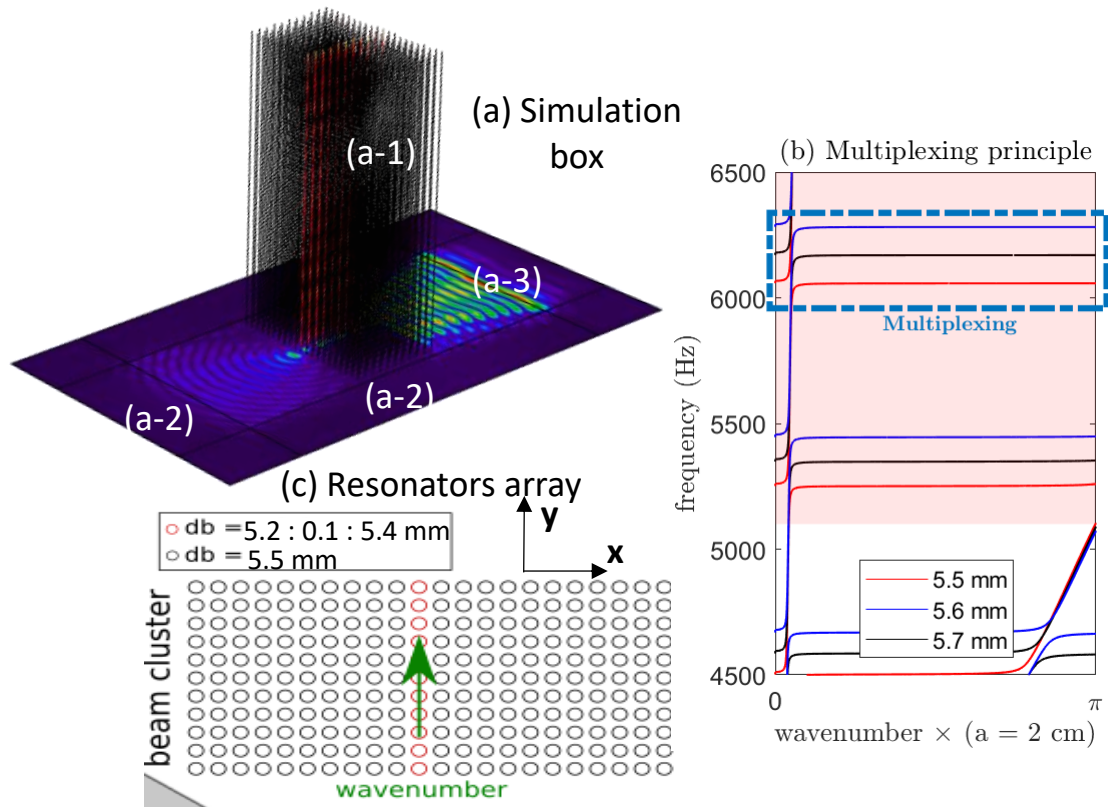 (a) Simulation
box
(a-1)
(a-3)
(a-2)
(a-2)
(b) Multiplexing principle
6500
6000
5500
5000
4500
frequency (Hz)
Multiplexing
5.5 mm
5.6 mm
5.7 mm
0
π
wavenumber × (a = 2 cm)
(c) Resonators array
db = 5.2 : 0.1 : 5.4 mm
db = 5.5 mm
y
x
beam cluster
wavenumber